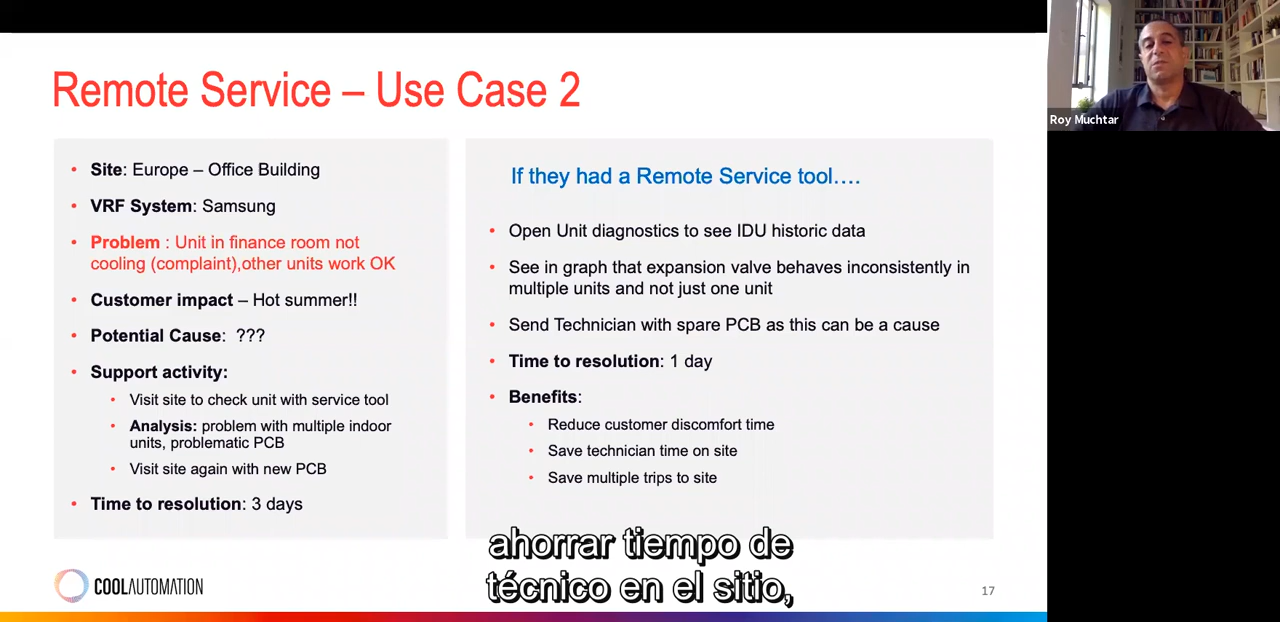 Remote Service – Use Case 2
• Site: Europe – Office Building
• VRF System: Samsung
• Problem : Unit in finance room not
cooling (complaint),other units work OK
• Customer impact – Hot summer!!
• Potential Cause: ???
• Support activity:
• Visit site to check unit with service tool
• Analysis: problem with multiple indoor
units, problematic PCB
• Visit site again with new PCB
• Time to resolution: 3 days
If they had a Remote Service tool….
• Open Unit diagnostics to see IDU historic data
• See in graph that expansion valve behaves inconsistently in
multiple units and not just one unit
• Send Technician with spare PCB as this can be a cause
• Time to resolution: 1 day
• Benefits:
• Reduce customer discomfort time
• Save technician time on site
• Save multiple trips to site
ahorrar tiempo de
técnico en el sitio,
COOLAUTOMATION
17
Roy Muchtar